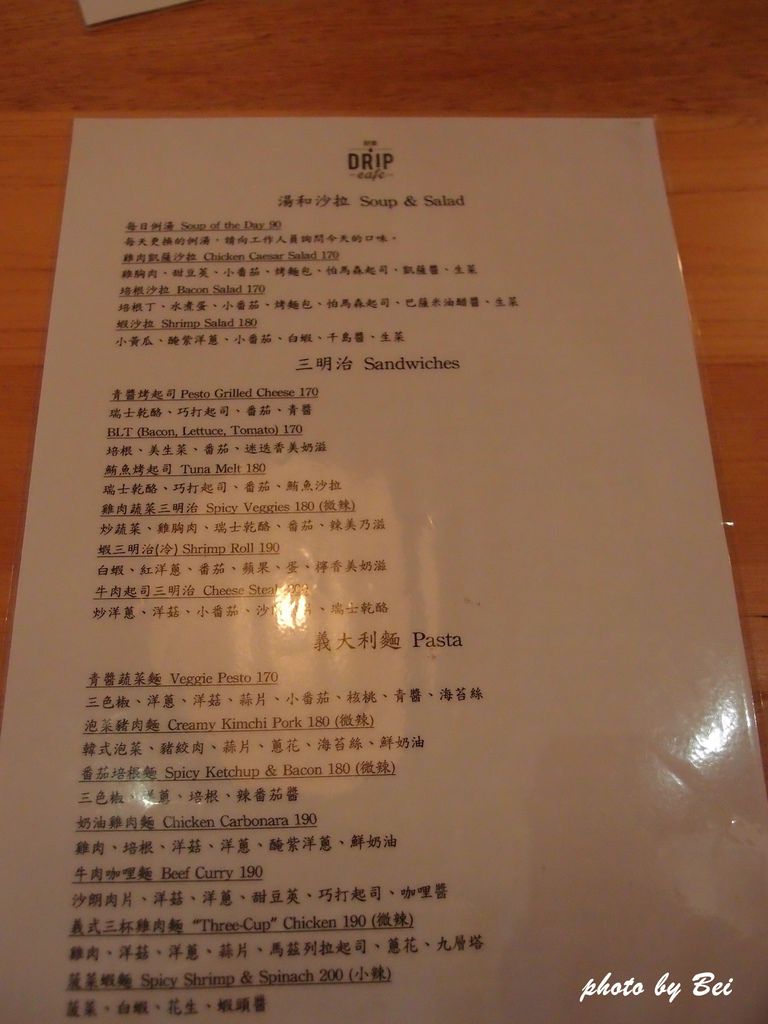 DRIP
cafe
湯和沙拉 Soup & Salad
每日例湯 Soup of the Day 90
每天更換的例湯，請向工作人員詢問今天的口味。
雞肉凱薩沙拉 Chicken Caesar Salad 170
雞胸肉、甜豆莢、小番茄、烤麵包、怕馬森起司、凱薩醬、生菜
培根沙拉 Bacon Salad 170
培根丁、水煮蛋、小番茄、烤麵包、怕馬森起司、巴薩米油醋醬、生菜
蝦沙拉 Shrimp Salad 180
小黃瓜、醃紫洋蔥、小番茄、白蝦、千島醬、生菜
三明治 Sandwiches
青醬烤起司 Pesto Grilled Cheese 170
瑞士乾酪、巧打起司、番茄、青醬
BLT (Bacon, Lettuce, Tomato) 170
培根、美生菜、番茄、迷迭香美奶滋
鮪魚烤起司 Tuna Melt 180
瑞士乾酪、巧打起司、番茄、鮪魚沙拉
雞肉蔬菜三明治 Spicy Veggies 180 (微辣)
炒蔬菜、雞胸肉、瑞士乾酪、番茄、辣美乃滋
蝦三明治(冷) Shrimp Roll 190
白蝦、紅洋蔥、番茄、蘋果、蛋、檸香美奶滋
牛肉起司三明治 Cheese Steak
炒洋蔥、洋菇、小番茄、沙 片、瑞士乾酪
義大利麵 Pasta
青醬蔬菜麵 Veggie Pesto 170
三色椒、洋蔥、洋菇、蒜片、小番茄、核桃、青醬、海苔絲
泡菜豬肉麵 Creamy Kimchi Pork 180 (微辣)
韓式泡菜、豬絞肉、蒜片、蔥花、海苔絲、鮮奶油
番茄培根麵 Spicy Ketchup & Bacon 180 (微辣)
三色椒、洋蔥、培根、辣番茄醬
奶油雞肉麵 Chicken Carbonara 190
雞肉、培根、洋菇、洋蔥、醃紫洋蔥、鮮奶油
牛肉咖哩麵 Beef Curry 190
沙朗肉片、洋菇、洋蔥、甜豆莢、巧打起司、咖哩醬
義式三杯雞肉麵 "Three-Cup" Chicken 190 (微辣)
雞肉、洋菇、洋蔥、蒜片、馬茲列拉起司、蔥花、九層塔
菠菜蝦麵 Spicy Shrimp & Spinach 200 (小辣)
菠菜、白蝦、花生、蝦頭醬
photo by Bei